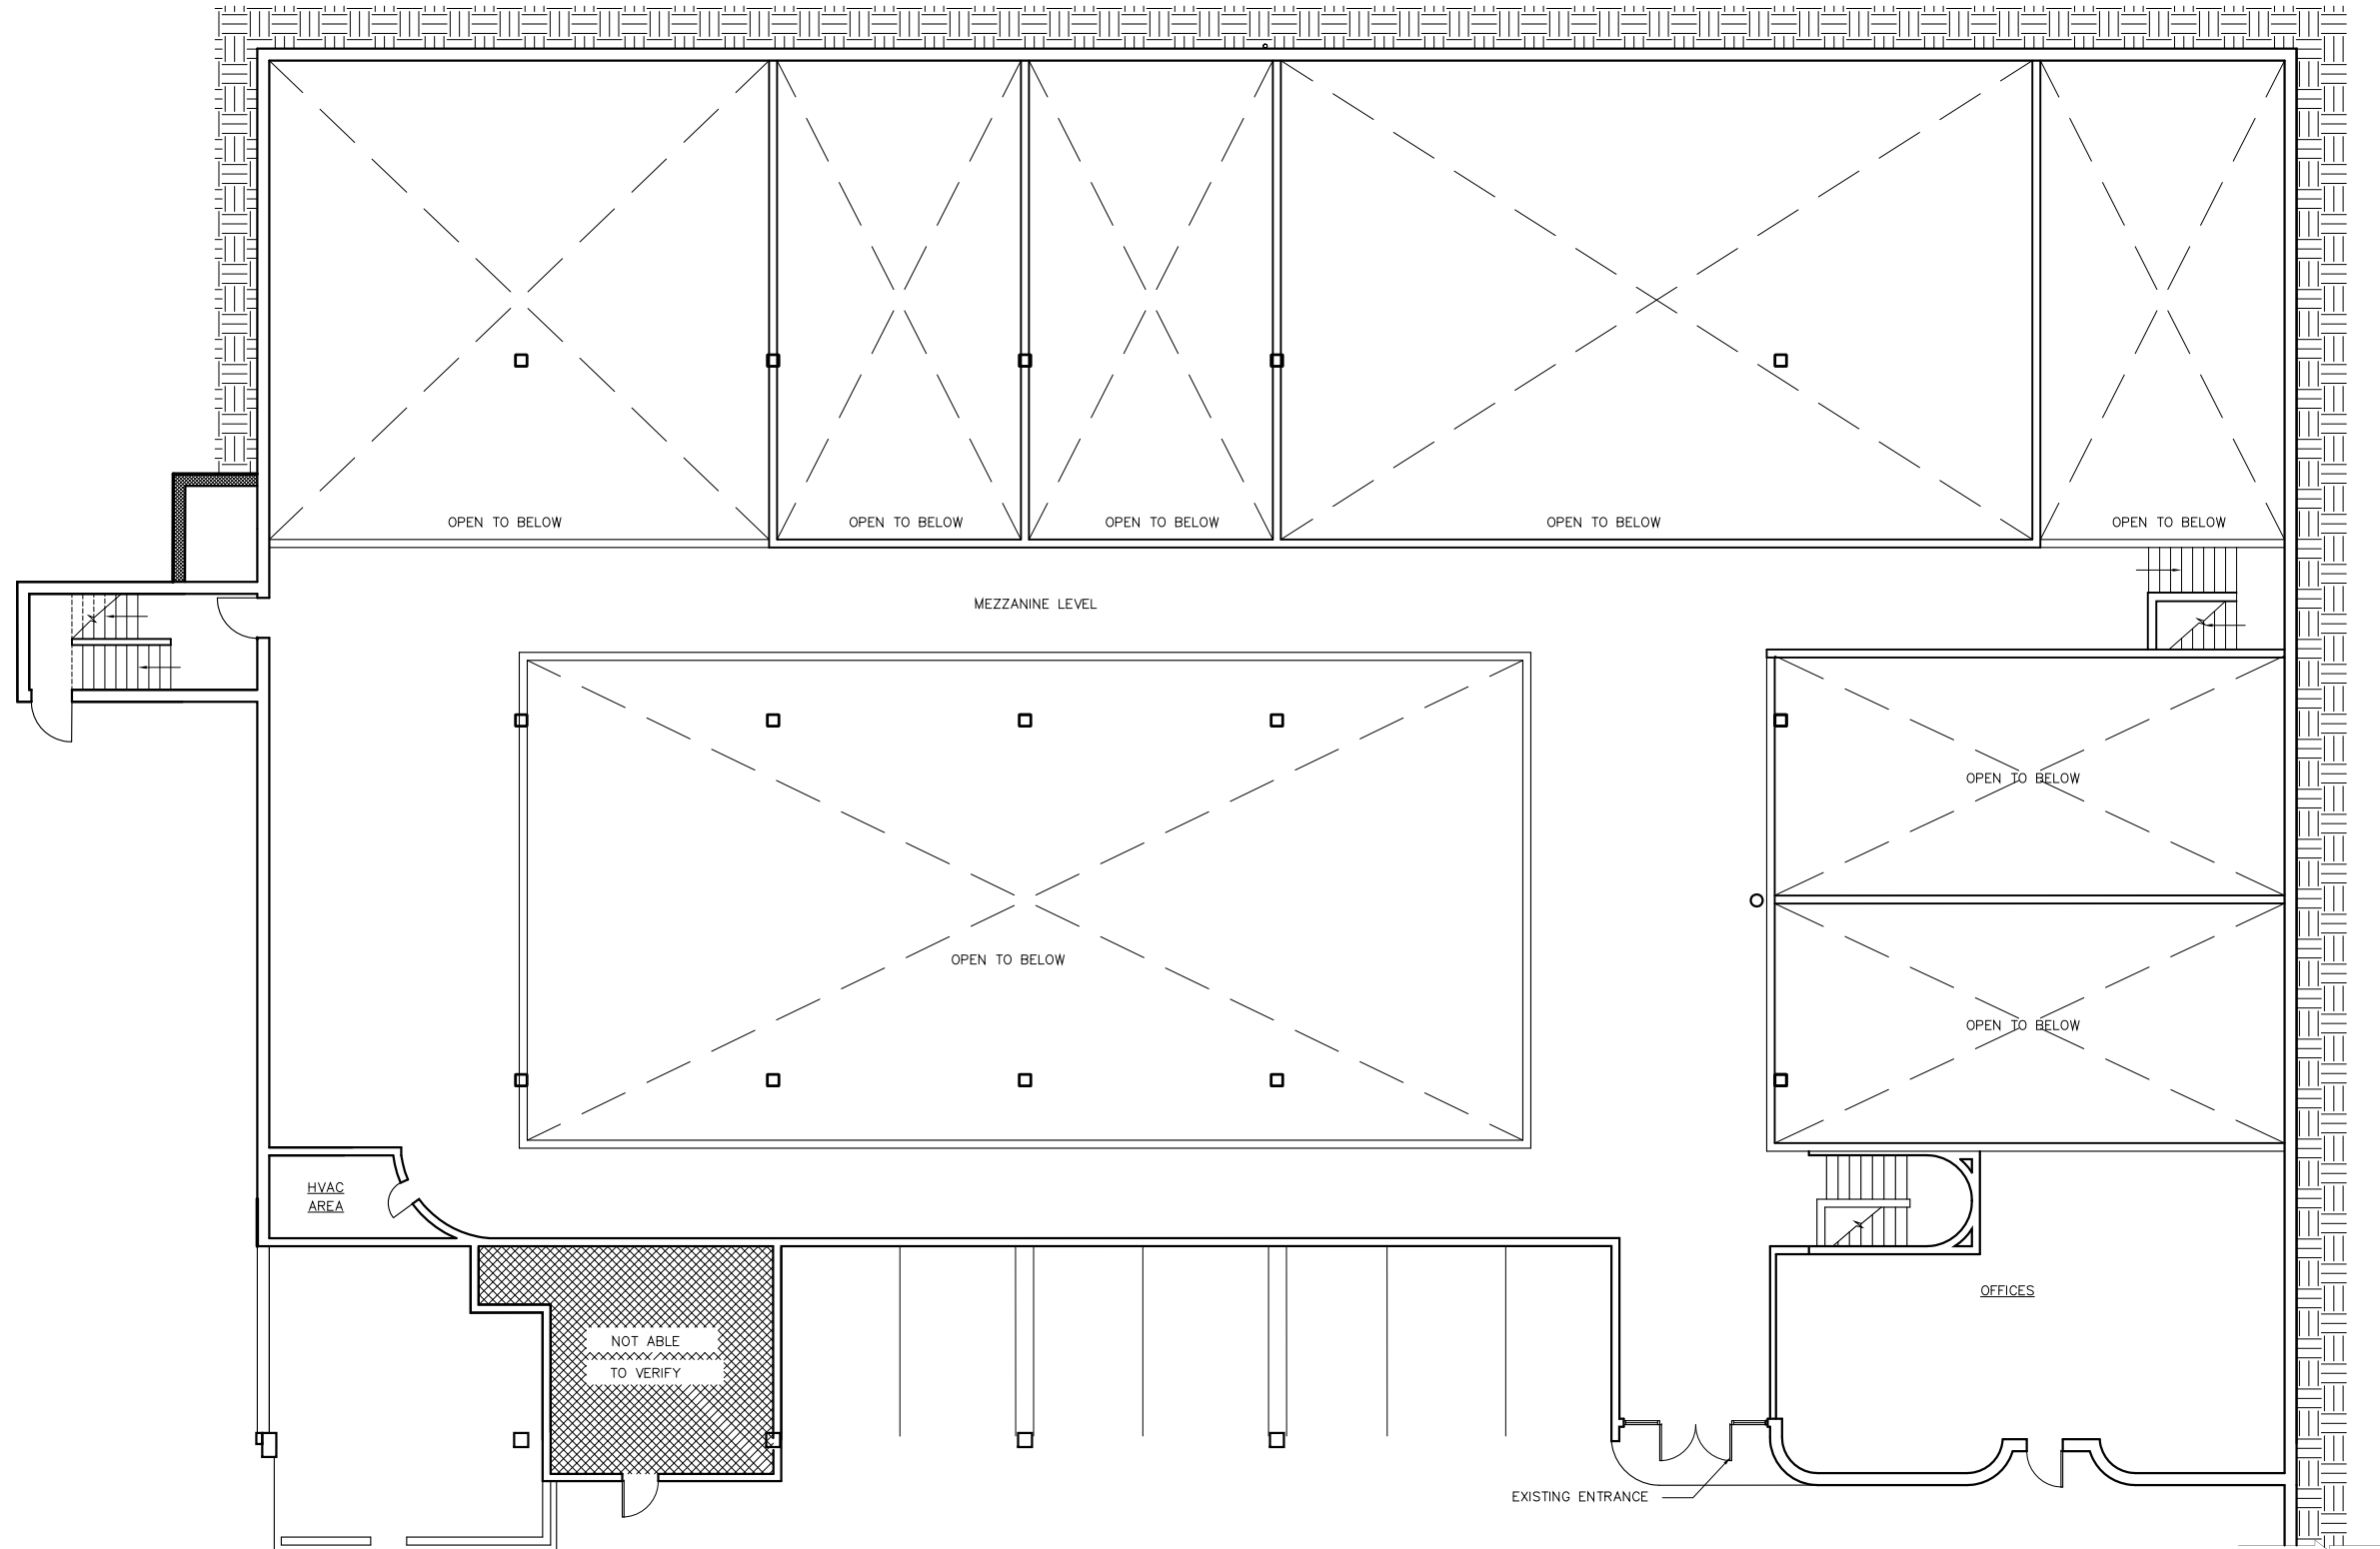 OPEN TO BELOW
OPEN TO BELOW
OPEN TO BELOW
OPEN TO BELOW
OPEN TO BELOW
MEZZANINE LEVEL
OPEN TO BELOW
OPEN TO BELOW
OPEN TO BELOW
HVAC
AREA
OFFICES
NOT ABLE
TO VERIFY
EXISTING ENTRANCE